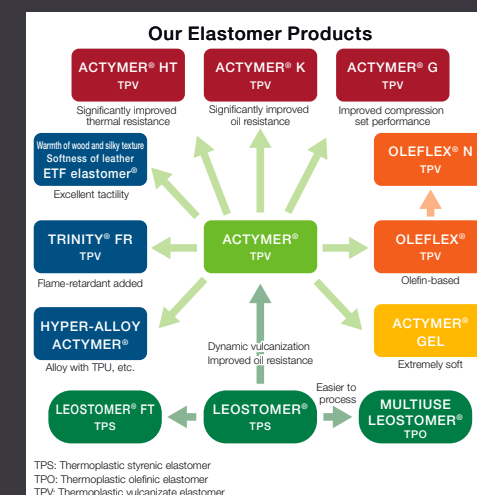 Our Elastomer Products
ACTYMER® HT
TPV
Significantly improved
thermal resistance
ACTYMER® K
TPV
Significantly improved
oil resistance
ACTYMER® G
TPV
Improved compression
set performance
Warmth of wood and silky texture
Softness of leather
ETF elastomer®
Excellent tactility
OLEFLEX® N
TPV
TRINITY® FR
TPV
Flame-retardant added
ACTYMER®
TPV
OLEFLEX®
TPV
Olefin-based
HYPER-ALLOY
ACTYMER®
Alloy with TPU, etc.
Dynamic vulcanization
Improved oil resistance
ACTYMER®
GEL
Extremely soft
LEOSTOMER® FT
TPS
LEOSTOMER®
TPS
Easier to
process
MULTIUSE
LEOSTOMER®
TPO
TPS: Thermoplastic styrenic elastomer
TPO: Thermoplastic olefinic elastomer
TPV: Thermoplastic vulcanizate elastomer